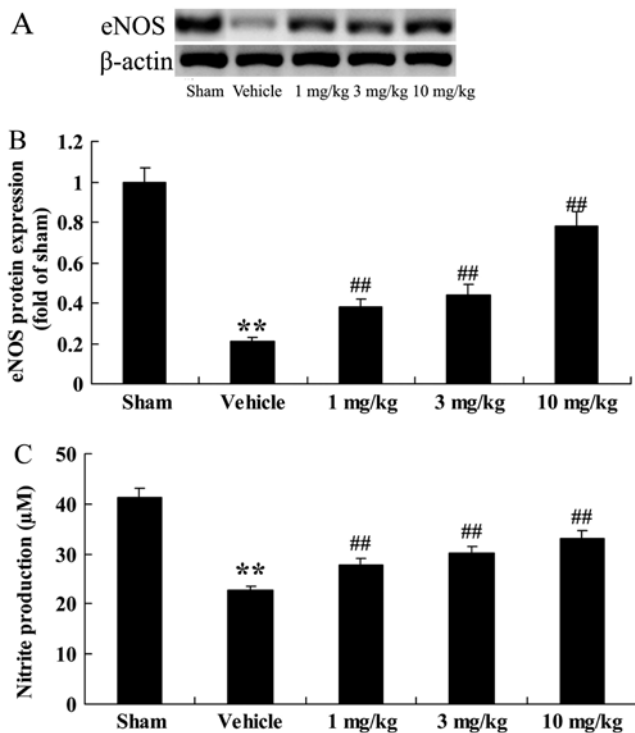 A
eNOS
β-actin
Sham Vehicle 1 mg/kg 3 mg/kg 10 mg/kg
B
eNOS protein expression
(fold of sham)
1.2
1
0.8
0.6
0.4
0.2
0
**
##
##
##
Sham Vehicle 1 mg/kg 3 mg/kg 10 mg/kg
C
Nitrite production (μM)
50
40
30
20
10
0
**
##
##
##
Sham Vehicle 1 mg/kg 3 mg/kg 10 mg/kg